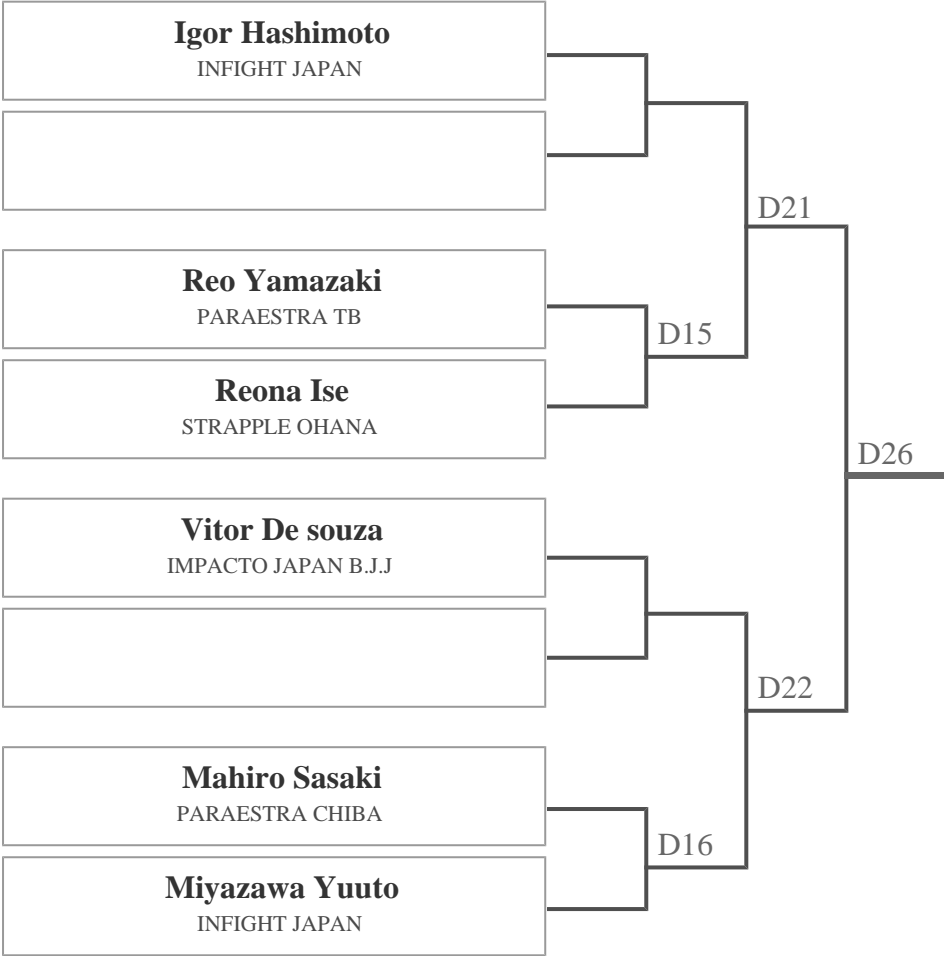 Igor Hashimoto
INFIGHT JAPAN
D21
Reo Yamazaki
PARAESTRA TB
D15
Reona Ise
STRAPPLE OHANA
D26
Vitor De souza
IMPACTO JAPAN B.J.J
D22
Mahiro Sasaki
PARAESTRA CHIBA
D16
Miyazawa Yuuto
INFIGHT JAPAN